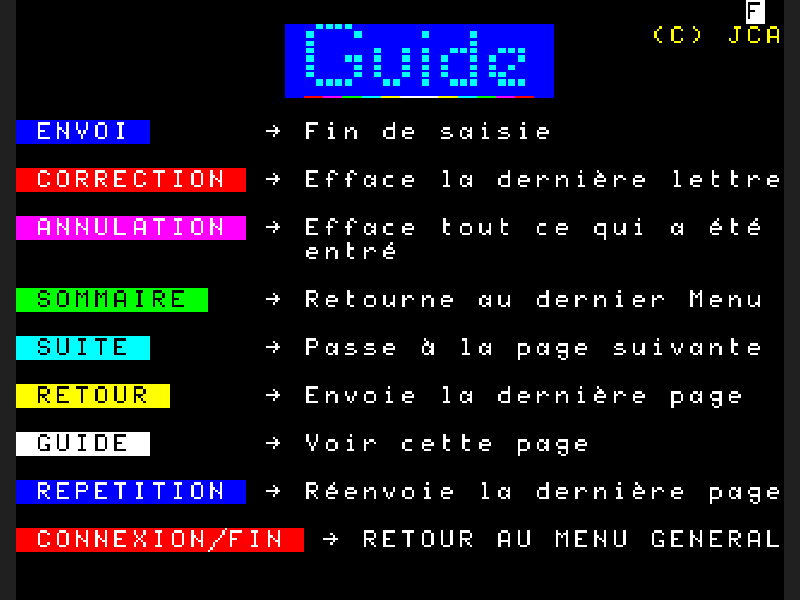 F
(C) JCA
Guide
ENVOI → Fin de saisie
CORRECTION → Efface la dernière lettre
ANNULATION → Efface tout ce qui a été
entré
SOMMAIRE → Retourne au dernier Menu
SUITE → Passe à la page suivante
RETOUR → Envoie la dernière page
GUIDE → Voir cette page
REPETITION → Réenvoie la dernière page
CONNEXION/FIN → RETOUR AU MENU GENERAL